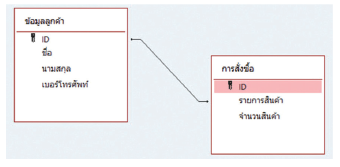 ข้อมูลลูกค้า
ID
ชื่อ
นามสกุล
เบอร์โทรศัพท์
การสั่งซื้อ
ID
รายการสินค้า
จำนวนสินค้า